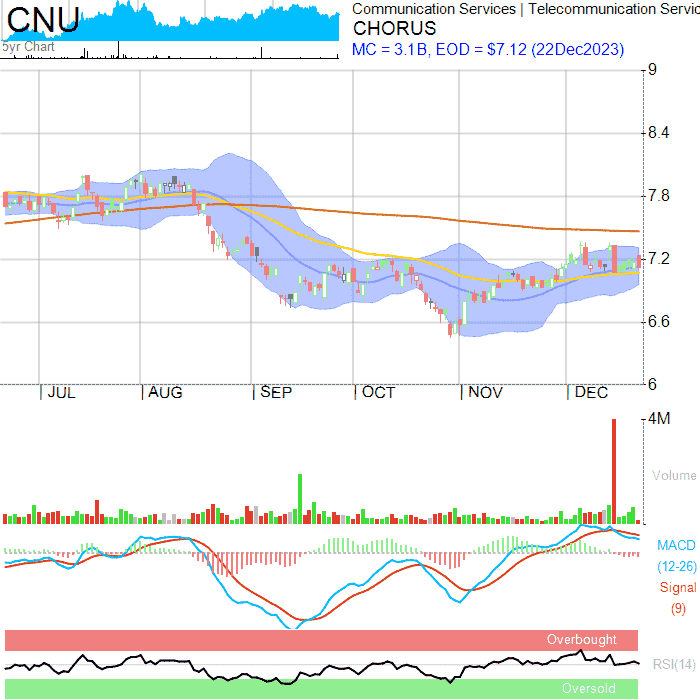 CNU
5yr Chart
Communication Services | Telecommunication Servic
CHORUS
MC = 3.1B, EOD = $7.12 (22Dec2023)
9
8.4
7.8
7.2
6.6
6
JUL AUG SEP OCT NOV DEC
4M
Volume
MACD
(12-26)
Signal
(9)
Overbought
RSI(14)
Oversold